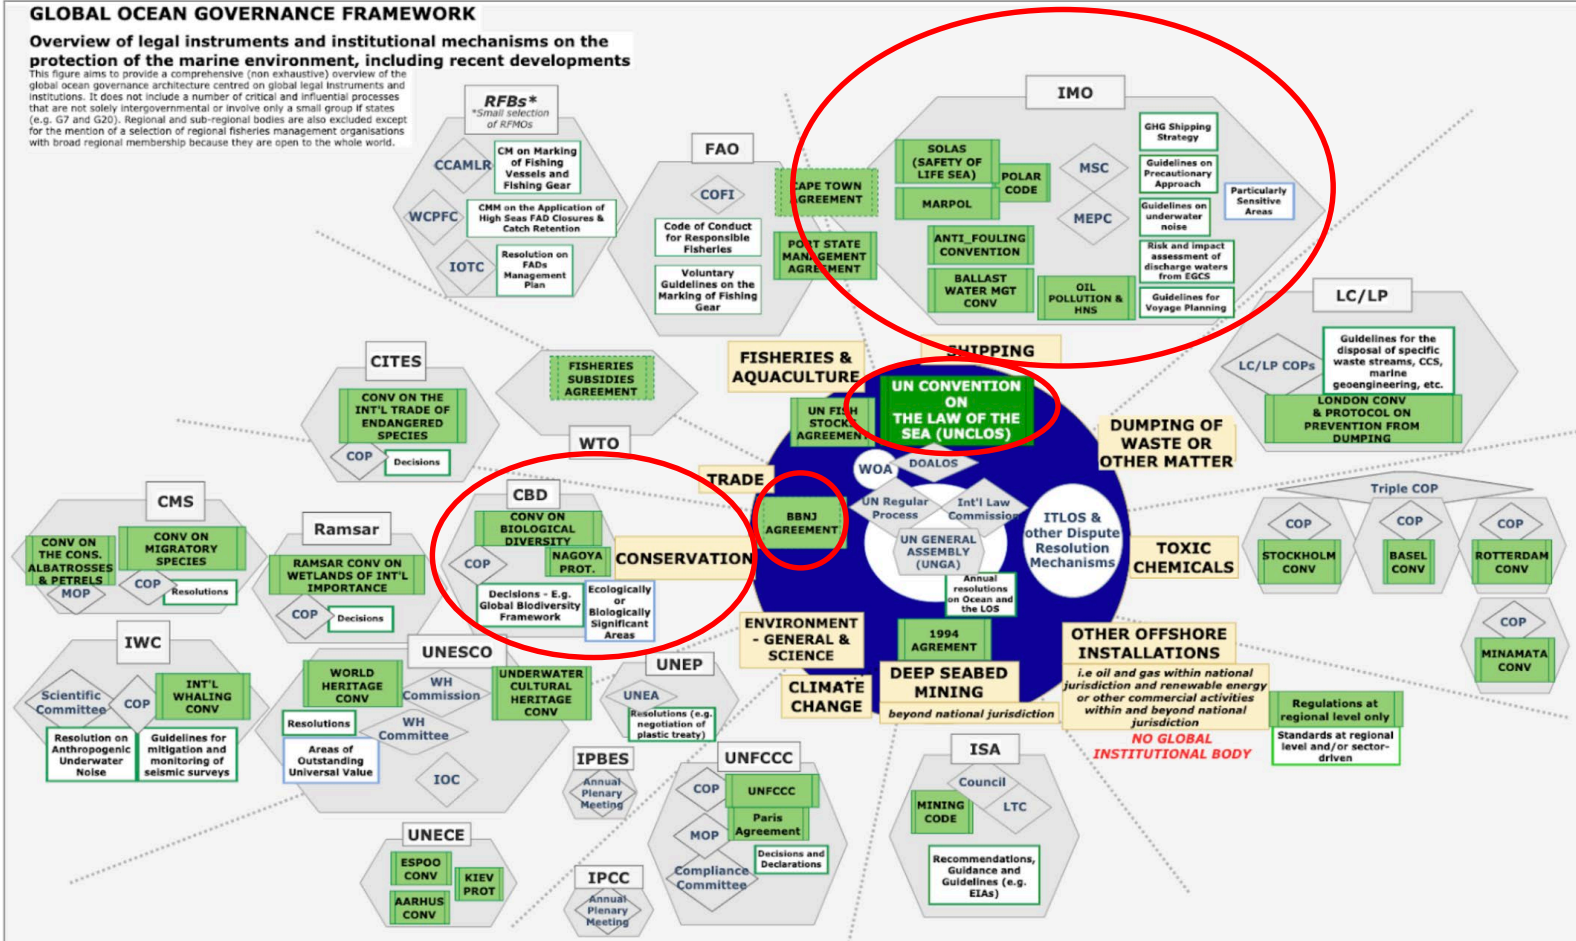 GLOBAL OCEAN GOVERNANCE FRAMEWORK
Overview of legal instruments and institutional mechanisms on the
protection of the marine environment, including recent developments
This figure aims to provide a comprehensive (non exhaustive) overview of the
global ocean governance architecture centred on global legal instruments and
institutions. It does not include a number of critical and influential processes
that are not solely intergovernmental or involve only a small group if states
(e.g. G7 and G20). Regional and sub-regional bodies are also excluded except
for the mention of a selection of regional fisheries management organisations
with broad regional membership because they are open to the whole world.
RFBs*
*Small selection
of RFMOs
CCAMLR
CM on Marking
of Fishing
Vessels and
Fishing Gear
WCPFC
CMM on the Application of
High Seas FAD Closures &
Catch Retention
IOTC
Resolution on
FADs
Management
Plan
FAO
COFI
Code of Conduct
for Responsible
Fisheries
Voluntary
Guidelines on the
Marking of Fishing
Gear
CAPE TOWN
AGREEMENT
PORT STATE
MANAGEMENT
AGREEMENT
IMO
SOLAS
(SAFETY OF
LIFE SEA)
POLAR
CODE
MARPOL
ANTI_FOULING
CONVENTION
BALLAST
WATER MGT
CONV
OIL
POLLUTION &
HNS
MSC
MEPC
GHG Shipping
Strategy
Guidelines on
Precautionary
Approach
Guidelines on
underwater
noise
Risk and impact
assessment of
discharge waters
from EGCS
Guidelines for
Voyage Planning
Particularly
Sensitive
Areas
LC/LP
LC/LP COPs
Guidelines for the
disposal of specific
waste streams, CCS,
marine
geoengineering, etc.
LONDON CONV
& PROTOCOL ON
PREVENTION FROM
DUMPING
CITES
CONV ON THE
INT'L TRADE OF
ENDANGERED
SPECIES
COP
Decisions
FISHERIES
SUBSIDIES
AGREEMENT
WTO
FISHERIES &
AQUACULTURE
SHIPPING
UN CONVENTION
ON
THE LAW OF THE
SEA (UNCLOS)
UN FISH
STOCKS
AGREEMENT
DUMPING OF
WASTE OR
OTHER MATTER
TRADE
WOA
DOALOS
UN Regular
Process
Int'l Law
Commission
UN GENERAL
ASSEMBLY
(UNGA)
Annual
resolutions
on Ocean and
the LOS
ITLOS &
other Dispute
Resolution
Mechanisms
BBNJ
AGREEMENT
CONSERVATION
TOXIC
CHEMICALS
Triple COP
COP
STOCKHOLM
CONV
COP
BASEL
CONV
COP
ROTTERDAM
CONV
COP
MINAMATA
CONV
CMS
CONV ON
THE CONS.
ALBATROSSES
& PETRELS
MOP
CONV ON
MIGRATORY
SPECIES
COP
Resolutions
Ramsar
RAMSAR CONV ON
WETLANDS OF INT'L
IMPORTANCE
COP
Decisions
CBD
CONV ON
BIOLOGICAL
DIVERSITY
NAGOYA
PROT.
COP
Decisions - E.g.
Global Biodiversity
Framework
Ecologically
or
Biologically
Significant
Areas
IWC
Scientific
Committee
COP
INT'L
WHALING
CONV
Resolution on
Anthropogenic
Underwater
Noise
Guidelines for
mitigation and
monitoring of
seismic surveys
UNESCO
WORLD
HERITAGE
CONV
WH
Commission
UNDERWATER
CULTURAL
HERITAGE
CONV
Resolutions
WH
Committee
Areas of
Outstanding
Universal Value
IOC
UNEP
UNEA
Resolutions (e.g.
negotiation of
plastic treaty)
ENVIRONMENT
- GENERAL &
SCIENCE
CLIMATE
CHANGE
1994
AGREMENT
DEEP SEABED
MINING
beyond national jurisdiction
OTHER OFFSHORE
INSTALLATIONS
i.e oil and gas within national
jurisdiction and renewable energy
or other commercial activities
within and beyond national
jurisdiction
NO GLOBAL
INSTITUTIONAL BODY
Regulations at
regional level only
Standards at regional
level and/or sector-
driven
IPBES
Annual
Plenary
Meeting
IPCC
Annual
Plenary
Meeting
UNFCCC
COP
UNFCCC
MOP
Paris
Agreement
Compliance
Committee
Decisions and
Declarations
ISA
Council
LTC
MINING
CODE
Recommendations,
Guidance and
Guidelines (e.g.
EIAs)
UNECE
ESPOO
CONV
KIEV
PROT
AARHUS
CONV